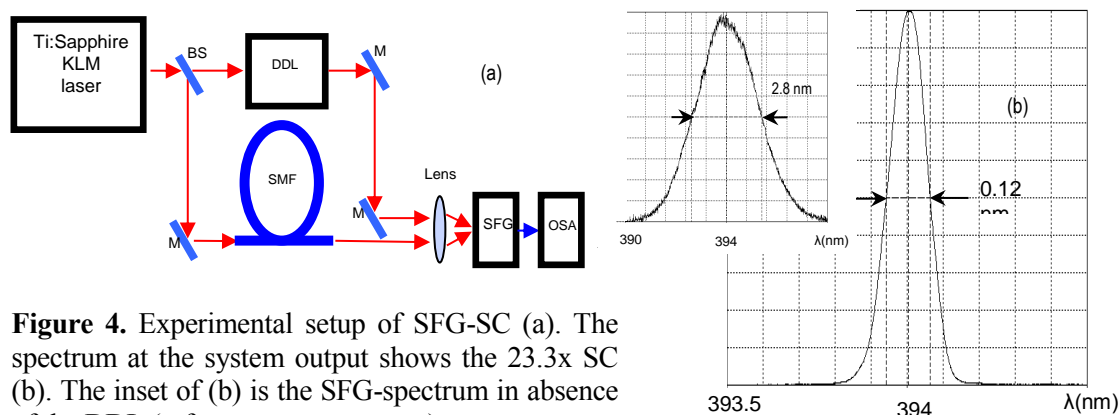 Ti:Sapphire
KLM
laser
BS
DDL
M
(a)
SMF
Lens
M
M
SFG
OSA
2.8 nm
390
394
λ(nm)
(b)
0.12
393.5
394
λ(nm)
Figure 4. Experimental setup of SFG-SC (a). The
spectrum at the system output shows the 23.3x SC
(b). The inset of (b) is the SFG-spectrum in absence